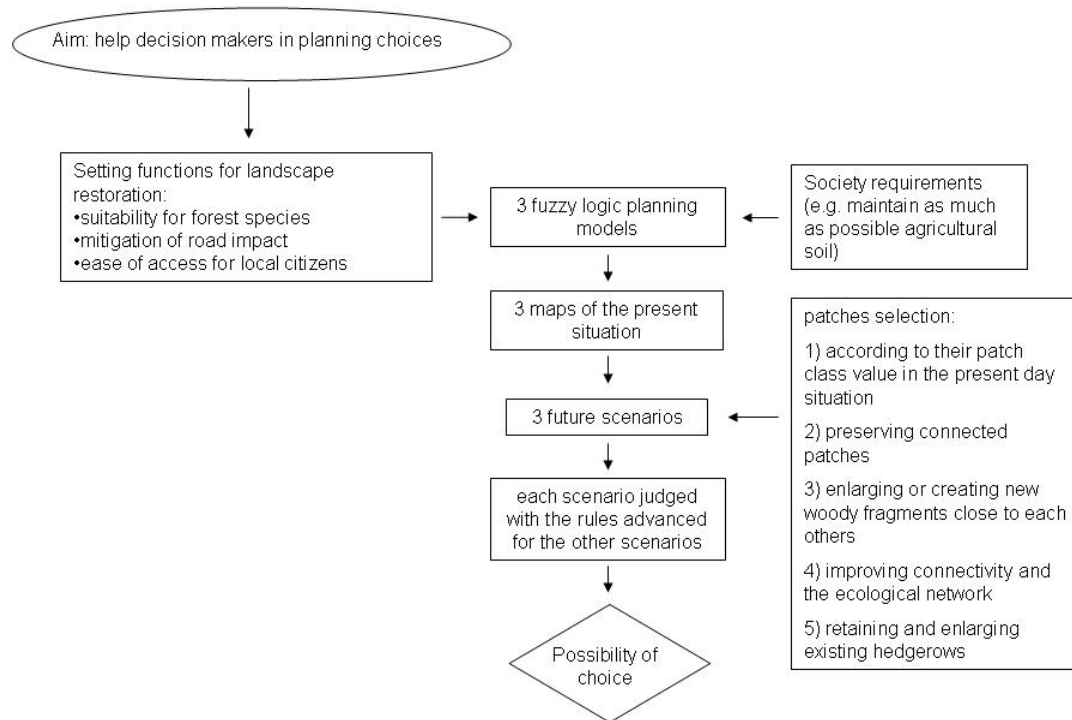 Aim: help decision makers in planning choices
Setting functions for landscape
restoration:
•suitability for forest species
•mitigation of road impact
•ease of access for local citizens
3 fuzzy logic planning
models
Society requirements
(e.g. maintain as much
as possible agricultural
soil)
3 maps of the present
situation
3 future scenarios
each scenario judged
with the rules advanced
for the other scenarios
Possibility of
choice
patches selection:
1) according to their patch
class value in the present day
situation
2) preserving connected
patches
3) enlarging or creating new
woody fragments close to each
others
4) improving connectivity and
the ecological network
5) retaining and enlarging
existing hedgerows